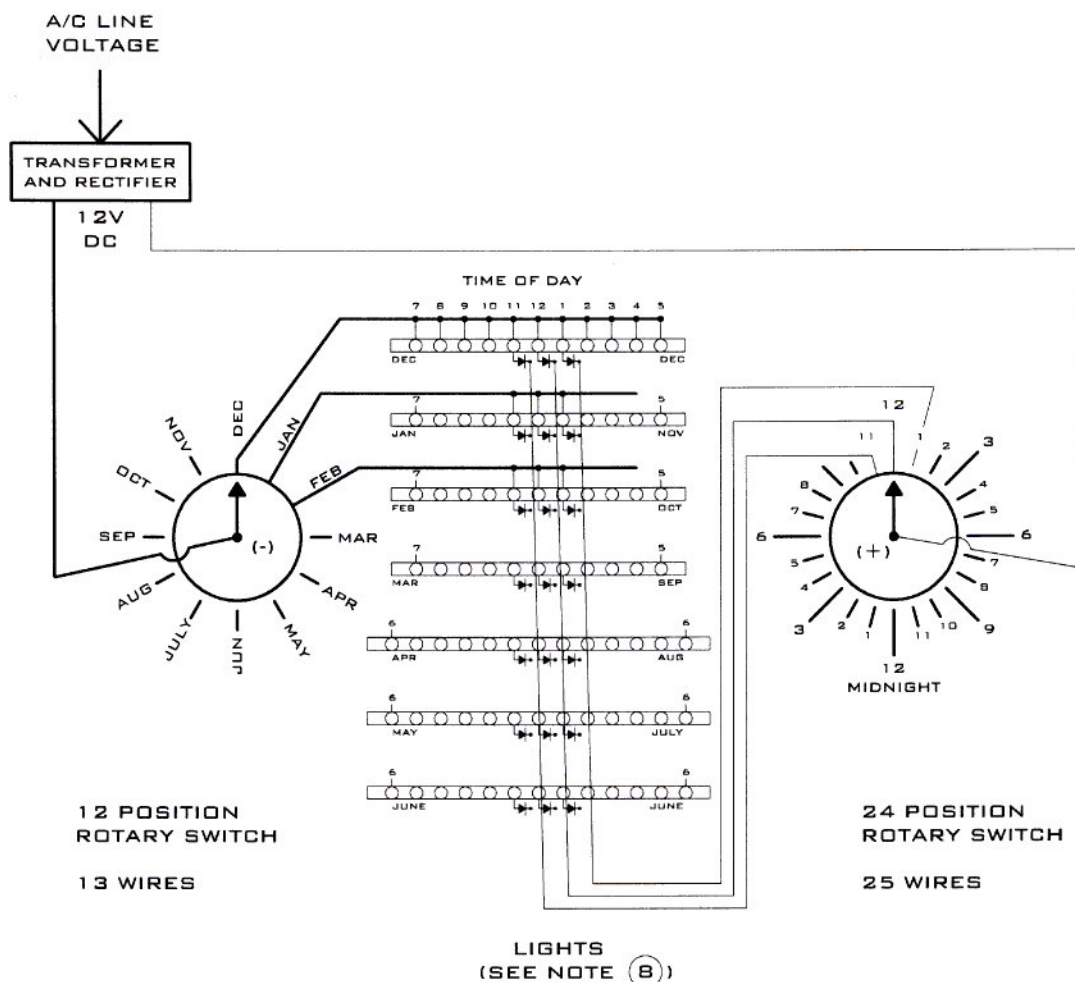 A/C LINE
VOLTAGE
TRANSFORMER
AND RECTIFIER
12V
DC
TIME OF DAY
7 8 9 10 11 12 1 2 3 4 5
DEC DEC
7 5
JAN NOV
7 5
FEB OCT
7 5
MAR SEP
6 6
APR AUG
6 6
MAY JULY
6 6
JUNE JUNE
DEC
JAN
FEB
MAR
APR
MAY
JUN
JULY
AUG
SEP
OCT
NOV
(-)
12
1
2
3
4
5
6
7
8
9
10
11
12
MIDNIGHT
1
2
3
4
5
6
7
8
11
(+)
12 POSITION
ROTARY SWITCH
13 WIRES
24 POSITION
ROTARY SWITCH
25 WIRES
LIGHTS
(SEE NOTE 8)